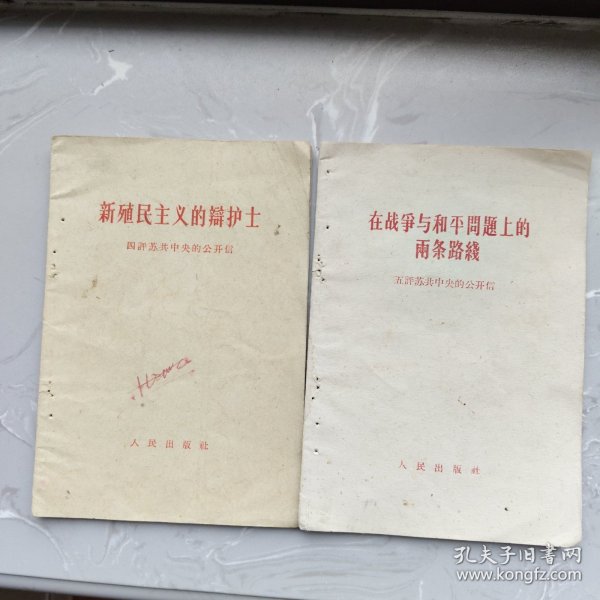 新殖民主义的辯护士
四評苏共中央的公开信
人民出版社
在战爭与和平問題上的
兩条路綫
五評苏共中央的公开信
人民出版社
孔夫子旧书网
www.kongfz.com